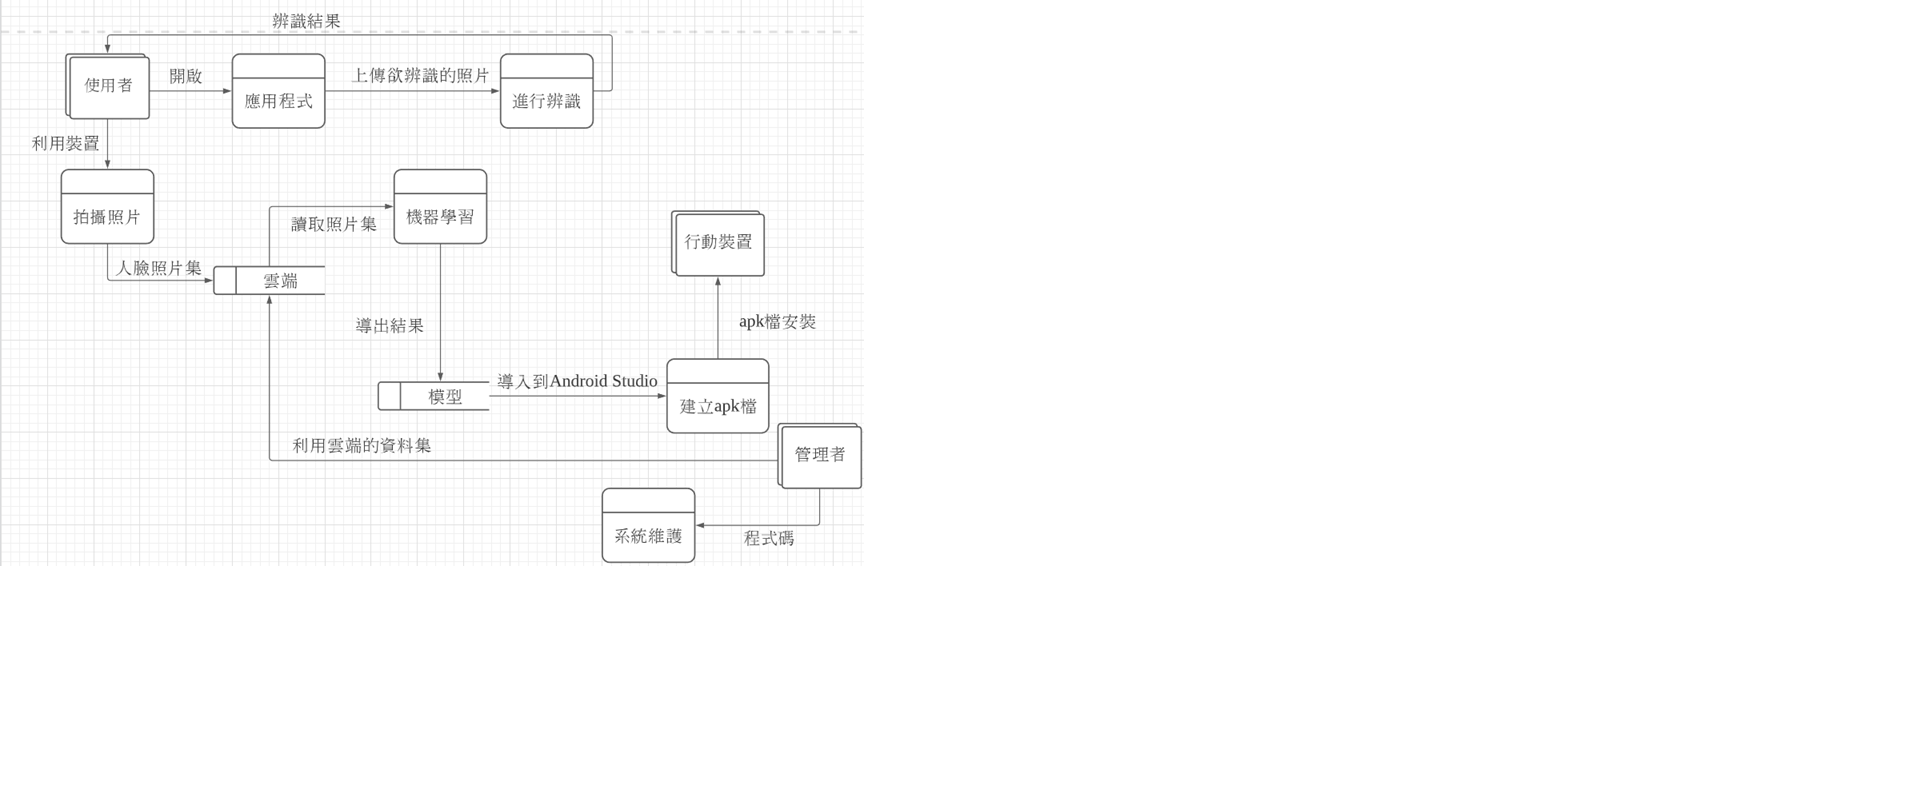 辨識結果
使用者
開啟
應用程式
上傳欲辨識的照片
進行辨識
利用裝置
拍攝照片
讀取照片集
機器學習
行動裝置
人臉照片集
雲端
導出結果
apk檔安裝
模型
導入到Android Studio
建立apk檔
利用雲端的資料集
管理者
系統維護
程式碼